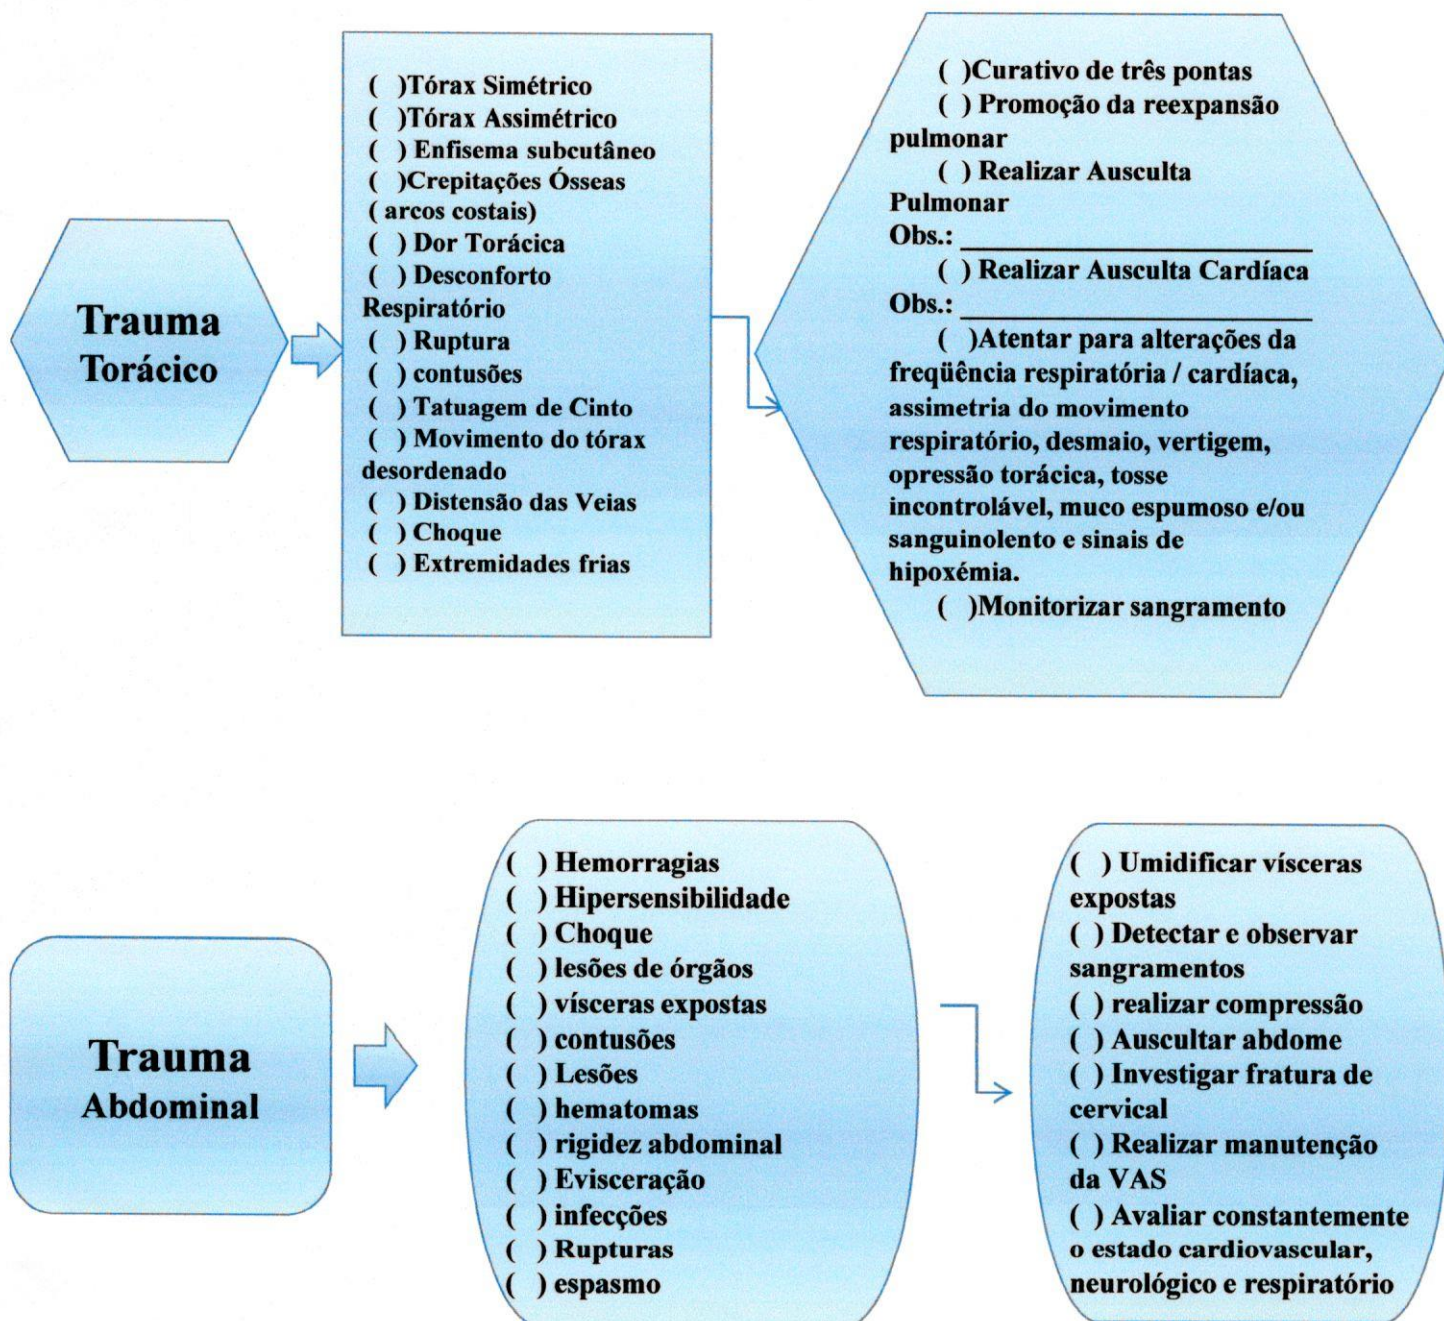 Trauma
Torácico
( )Tórax Simétrico
( )Tórax Assimétrico
( ) Enfisema subcutâneo
( )Crepitações Ósseas
( arcos costais)
( ) Dor Torácica
( ) Desconforto
Respiratório
( ) Ruptura
( ) contusões
( ) Tatuagem de Cinto
( ) Movimento do tórax
desordenado
( ) Distensão das Veias
( ) Choque
( ) Extremidades frias
( )Curativo de três pontas
( ) Promoção da reexpansão
pulmonar
( ) Realizar Ausculta
Pulmonar
Obs.: ________________________
( ) Realizar Ausculta Cardíaca
Obs.: ________________________
( )Atentar para alterações da
freqüência respiratória / cardíaca,
assimetria do movimento
respiratório, desmaio, vertigem,
opressão torácica, tosse
incontrolável, muco espumoso e/ou
sanguinolento e sinais de
hipoxémia.
( )Monitorizar sangramento
Trauma
Abdominal
( ) Hemorragias
( ) Hipersensibilidade
( ) Choque
( ) lesões de órgãos
( ) vísceras expostas
( ) contusões
( ) Lesões
( ) hematomas
( ) rigidez abdominal
( ) Evisceração
( ) infecções
( ) Rupturas
( ) espasmo
( ) Umidificar vísceras
expostas
( ) Detectar e observar
sangramentos
( ) realizar compressão
( ) Auscultar abdome
( ) Investigar fratura de
cervical
( ) Realizar manutenção
da VAS
( ) Avaliar constantemente
o estado cardiovascular,
neurológico e respiratório